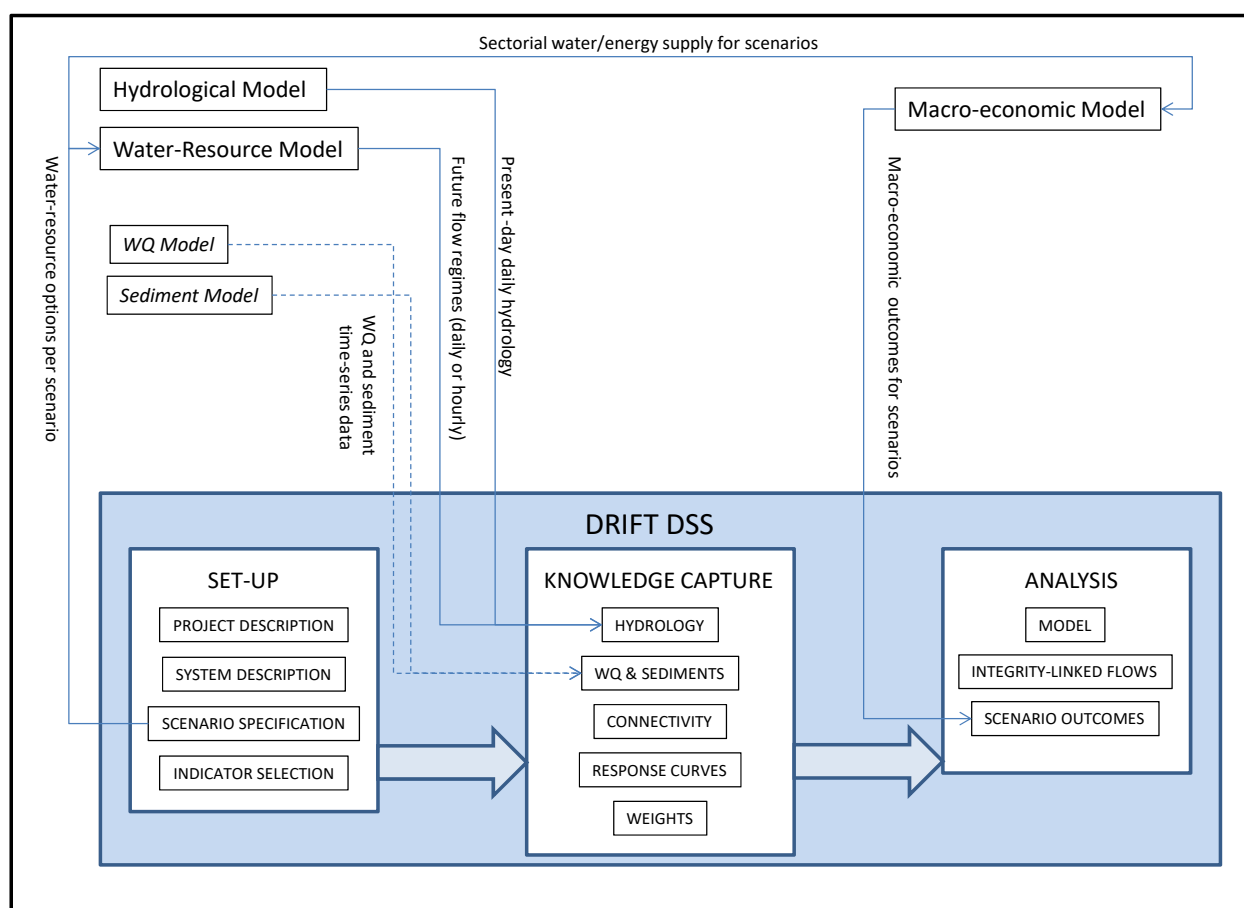 Sectorial water/energy supply for scenarios
Hydrological Model
Macro-economic Model
Water-Resource Model
WQ Model
Sediment Model
Water-resource options per scenario
WQ and sediment
time-series data
Future flow regimes (daily or hourly)
Present -day daily hydrology
Macro-economic outcomes for scenarios
DRIFT DSS
SET-UP
PROJECT DESCRIPTION
SYSTEM DESCRIPTION
SCENARIO SPECIFICATION
INDICATOR SELECTION
KNOWLEDGE CAPTURE
HYDROLOGY
WQ & SEDIMENTS
CONNECTIVITY
RESPONSE CURVES
WEIGHTS
ANALYSIS
MODEL
INTEGRITY-LINKED FLOWS
SCENARIO OUTCOMES